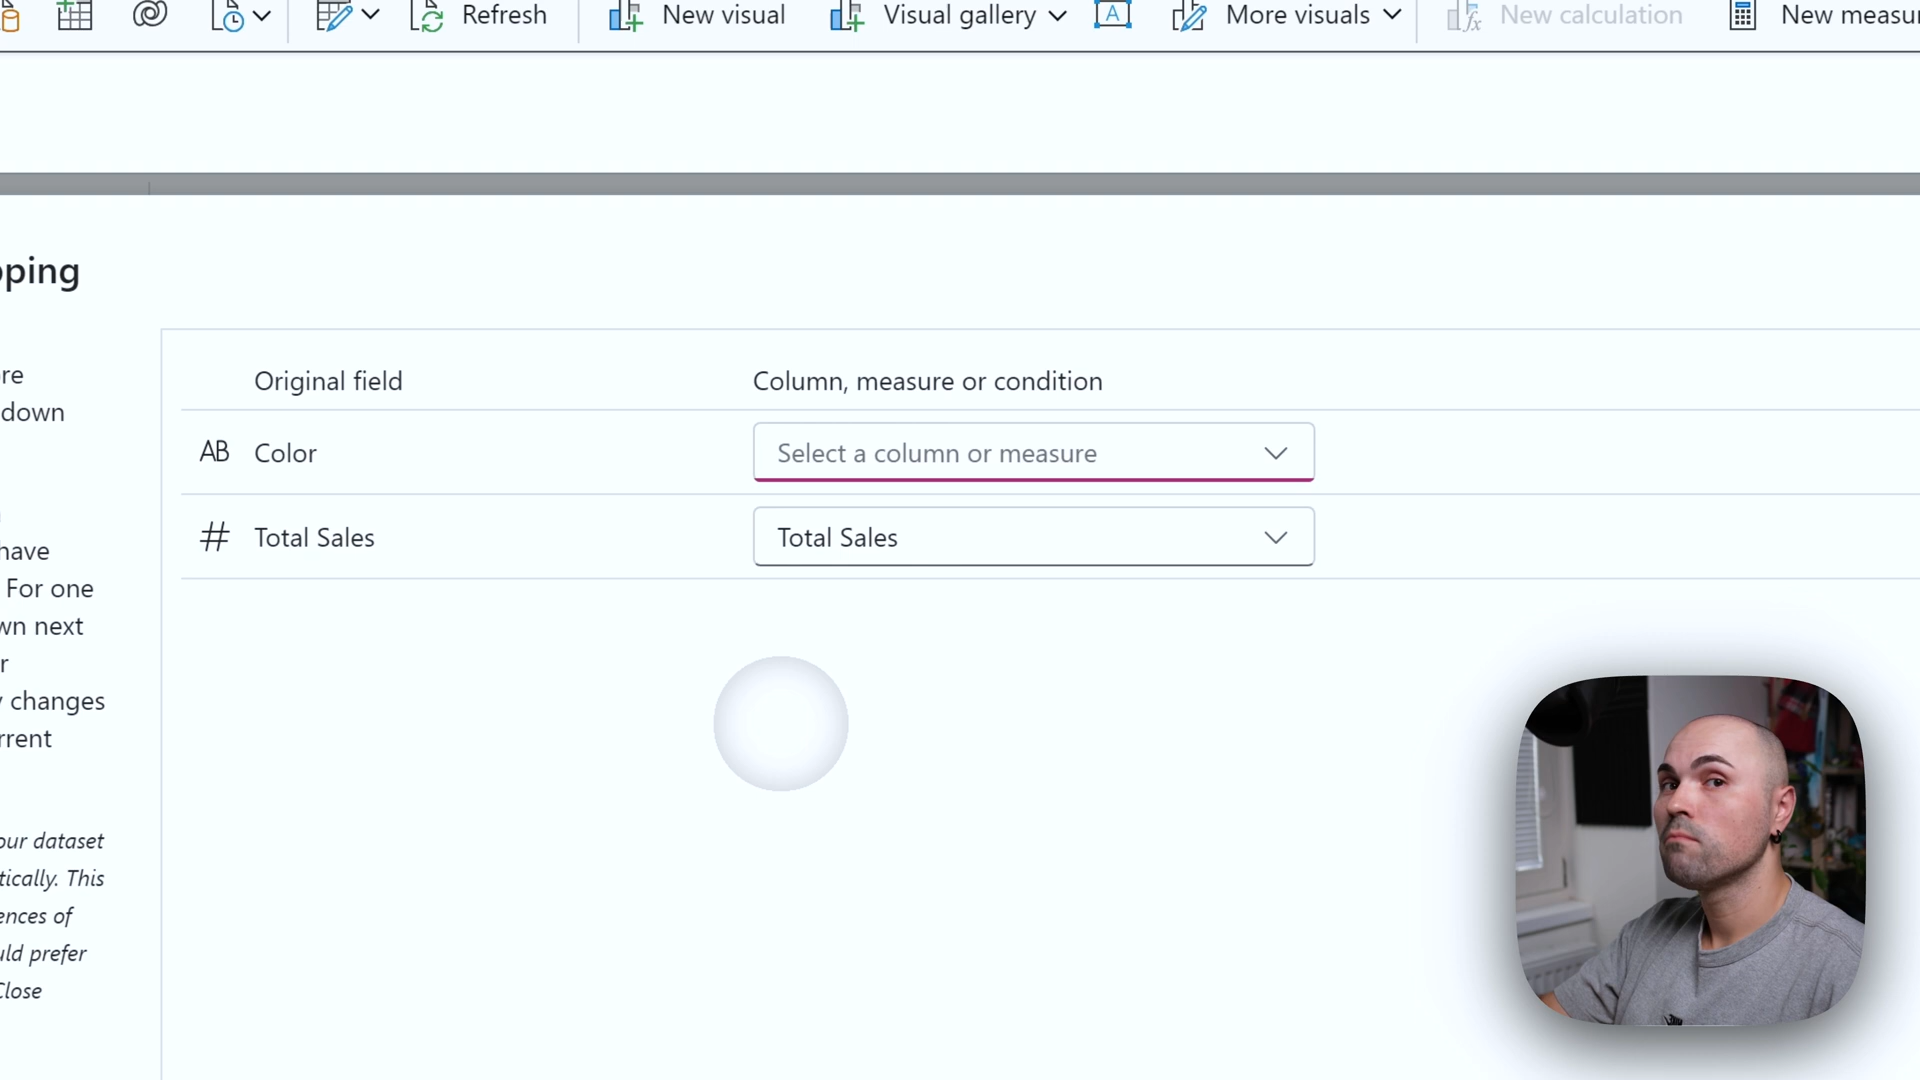 Refresh
New visual
Visual gallery
A
More visuals
New calculation
New measu
pping
re
down
have
For one
wn next
r
changes
rrent
our dataset
tically. This
ences of
uld prefer
Close
Original field
Column, measure or condition
AB Color
Select a column or measure
# Total Sales
Total Sales